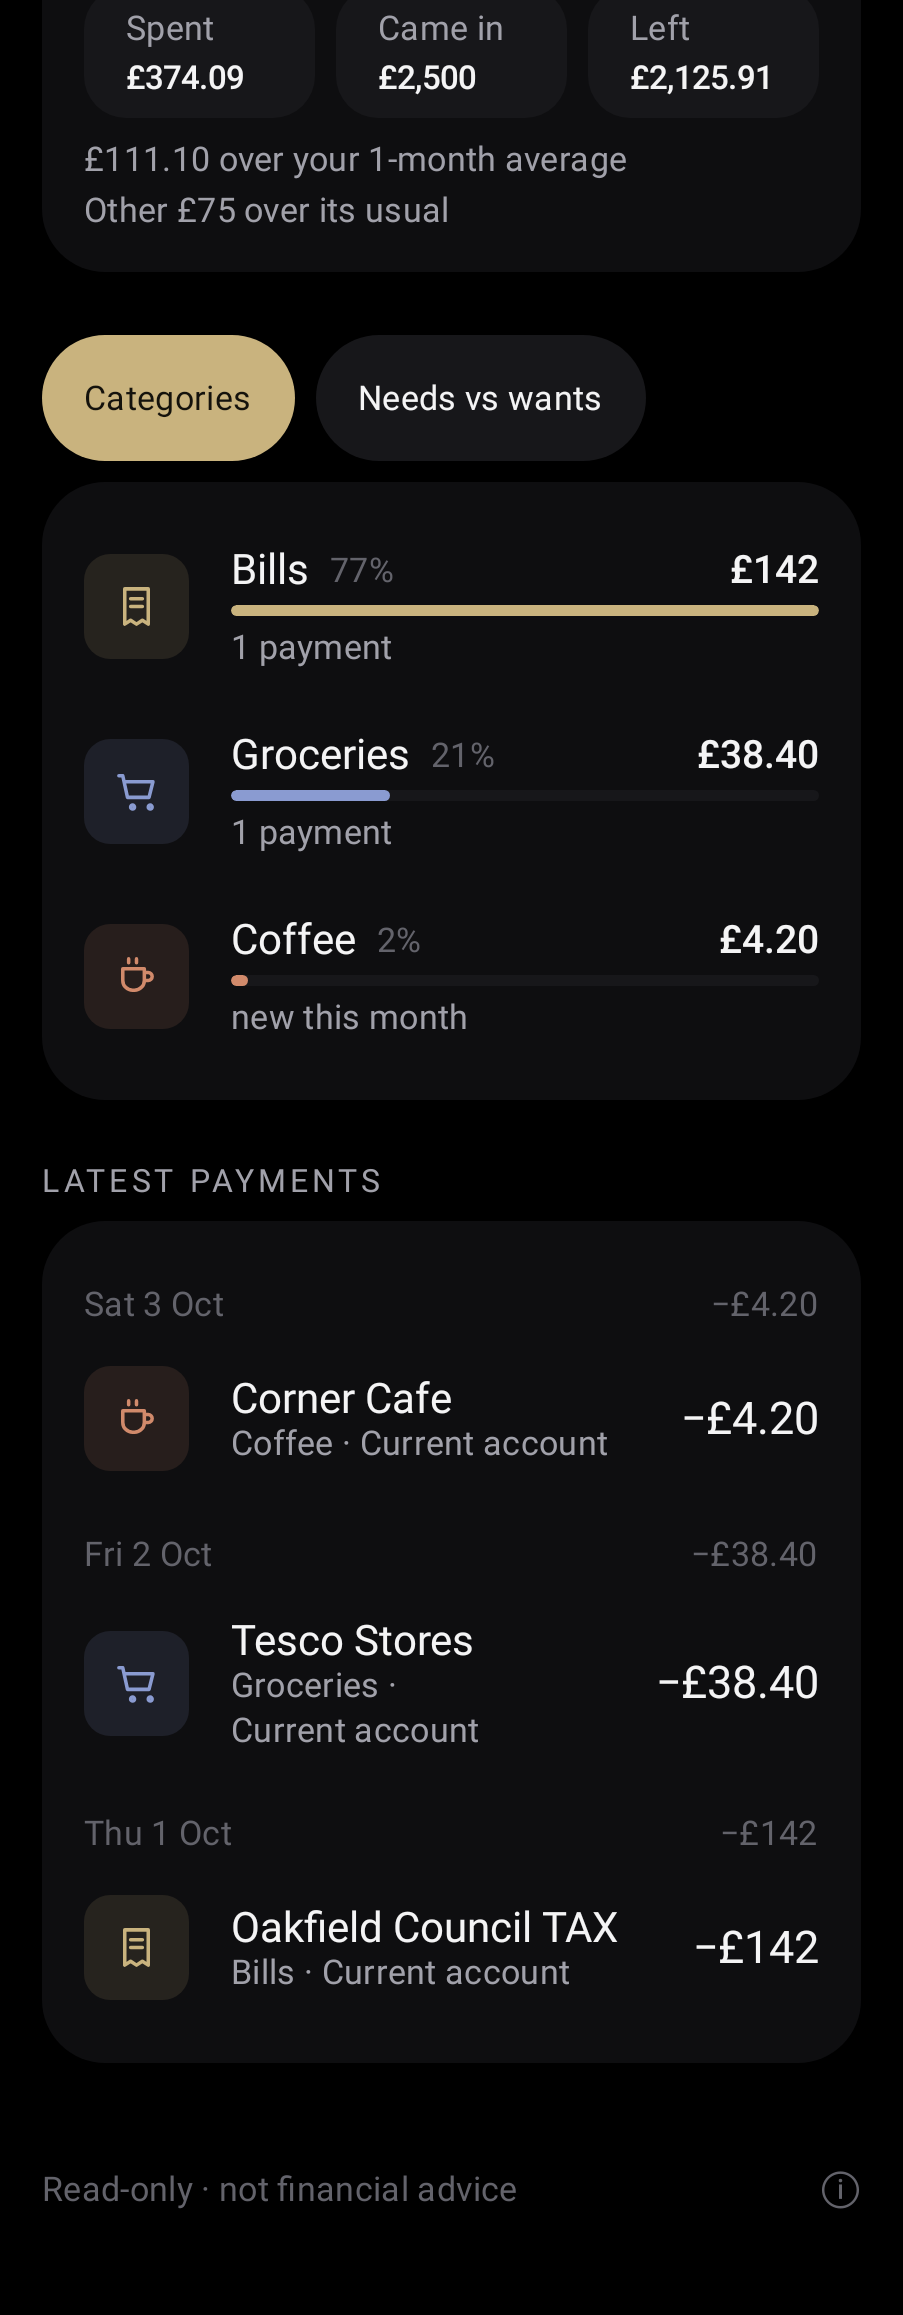 Spent
Came in
Left
£374.09
£2,500
£2,125.91
£111.10 over your 1-month average
Other £75 over its usual
Categories
Needs vs wants
Bills 77% £142
1 payment
Groceries 21% £38.40
1 payment
Coffee 2% £4.20
new this month
LATEST PAYMENTS
Sat 3 Oct −£4.20
Corner Cafe
Coffee · Current account
−£4.20
Fri 2 Oct −£38.40
Tesco Stores
Groceries ·
Current account
−£38.40
Thu 1 Oct −£142
Oakfield Council TAX
Bills · Current account
−£142
Read-only · not financial advice